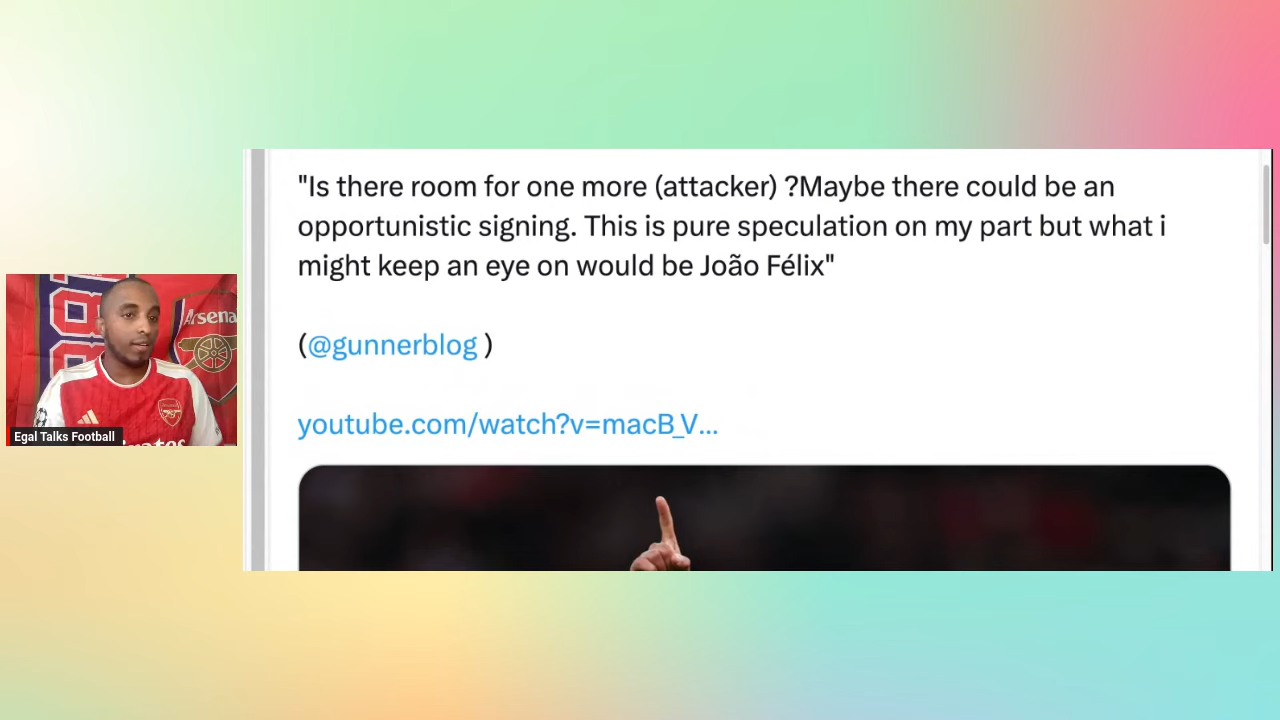 "Is there room for one more (attacker) ?Maybe there could be an
opportunistic signing. This is pure speculation on my part but what i
might keep an eye on would be João Félix"
(@gunnerblog )
youtube.com/watch?v=macB_V...
Arsenal
Egal Talks Football